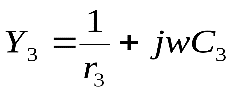 Y₃ = 1/r₃ + jwC₃